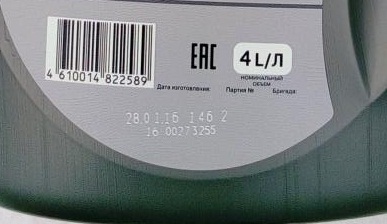 EAC
4 L/Л
НОМИНАЛЬНЫЙ
ОБЪЕМ
4 610014 822589
Дата изготовления: Партия № Бригада:
28.01.16 146 2
16 00273255